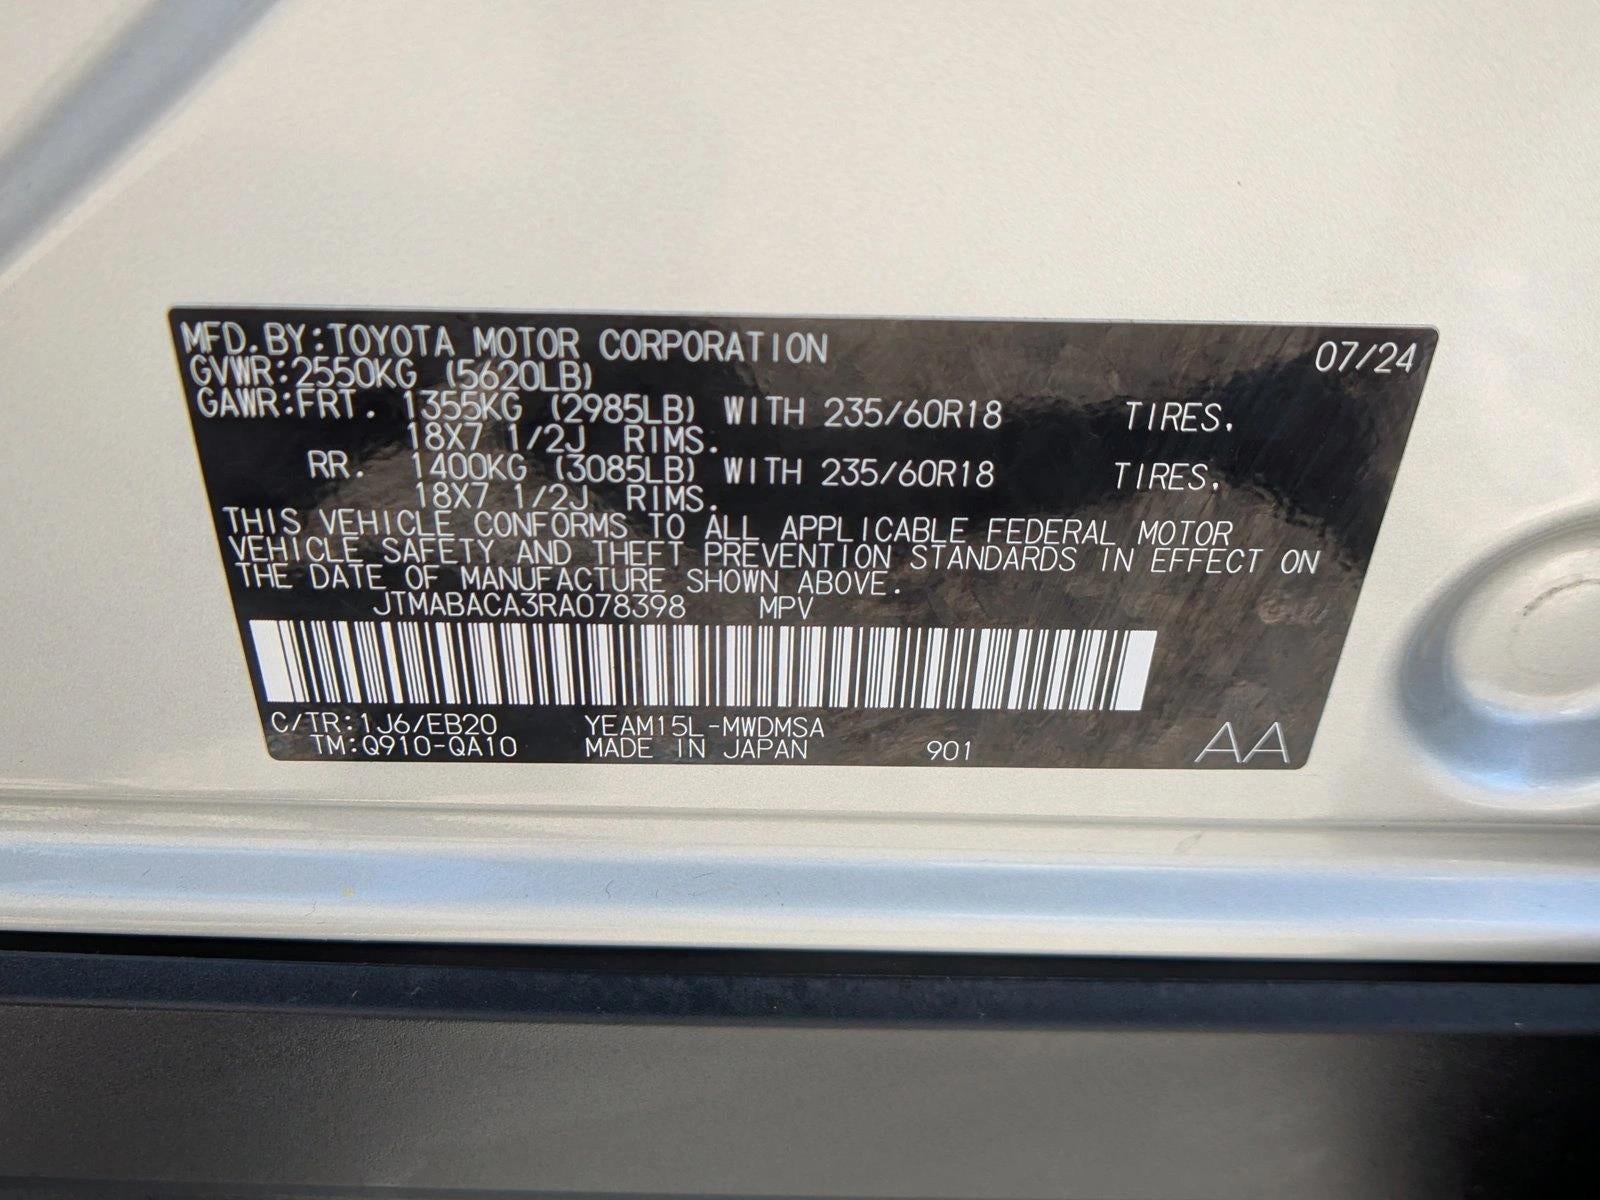 MFD.BY:TOYOTA MOTOR CORPORATION 07/24
GVWR:2550KG (5620LB)
GAWR:FRT. 1355KG (2985LB) WITH 235/60R18 TIRES.
18X7 1/2J RIMS.
RR. 1400KG (3085LB) WITH 235/60R18 TIRES.
18X7 1/2J RIMS.
THIS VEHICLE CONFORMS TO ALL APPLICABLE FEDERAL MOTOR
VEHICLE SAFETY AND THEFT PREVENTION STANDARDS IN EFFECT ON
THE DATE OF MANUFACTURE SHOWN ABOVE.
JTMABACA3RA078398 MPV
C/TR:1J6/EB20 YEAM15L-MWDMSA
TM:Q910-QA10 MADE IN JAPAN 901 AA